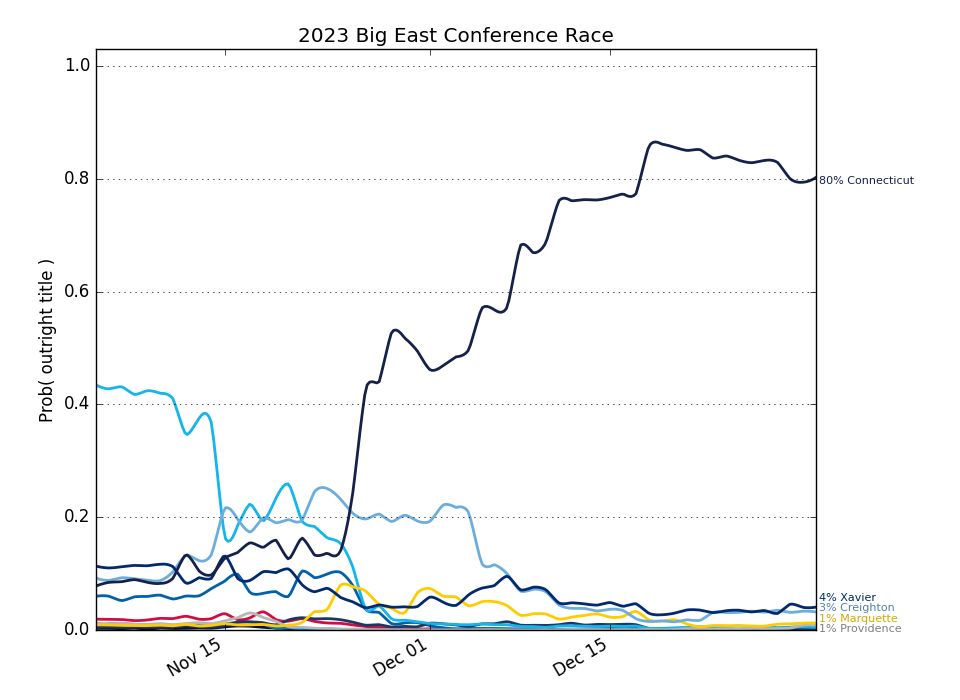 2023 Big East Conference Race
Prob( outright title )
1.0
0.8
0.6
0.4
0.2
0.0
Nov 15
Dec 01
Dec 15
80% Connecticut
4% Xavier
3% Creighton
1% Marquette
1% Providence